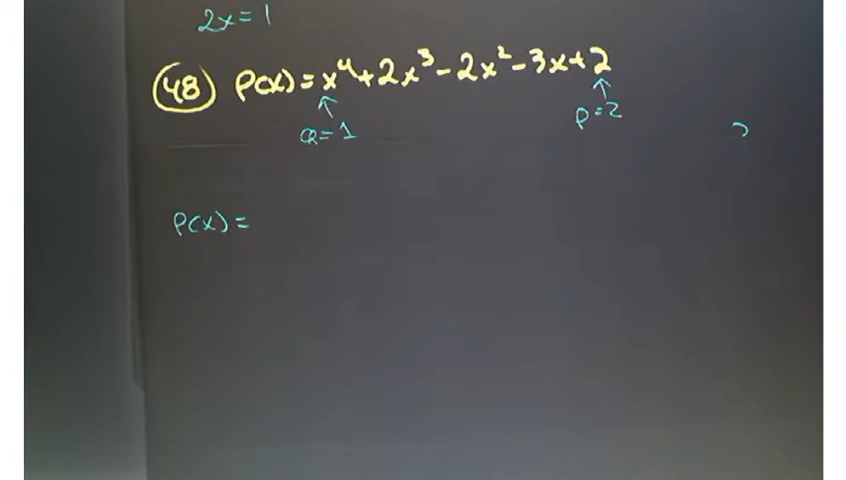 2x = 1
48 P(x) = x⁴ + 2x³ - 2x² - 3x + 2
↑ ↑
Q = 1 P = 2
P(x) =